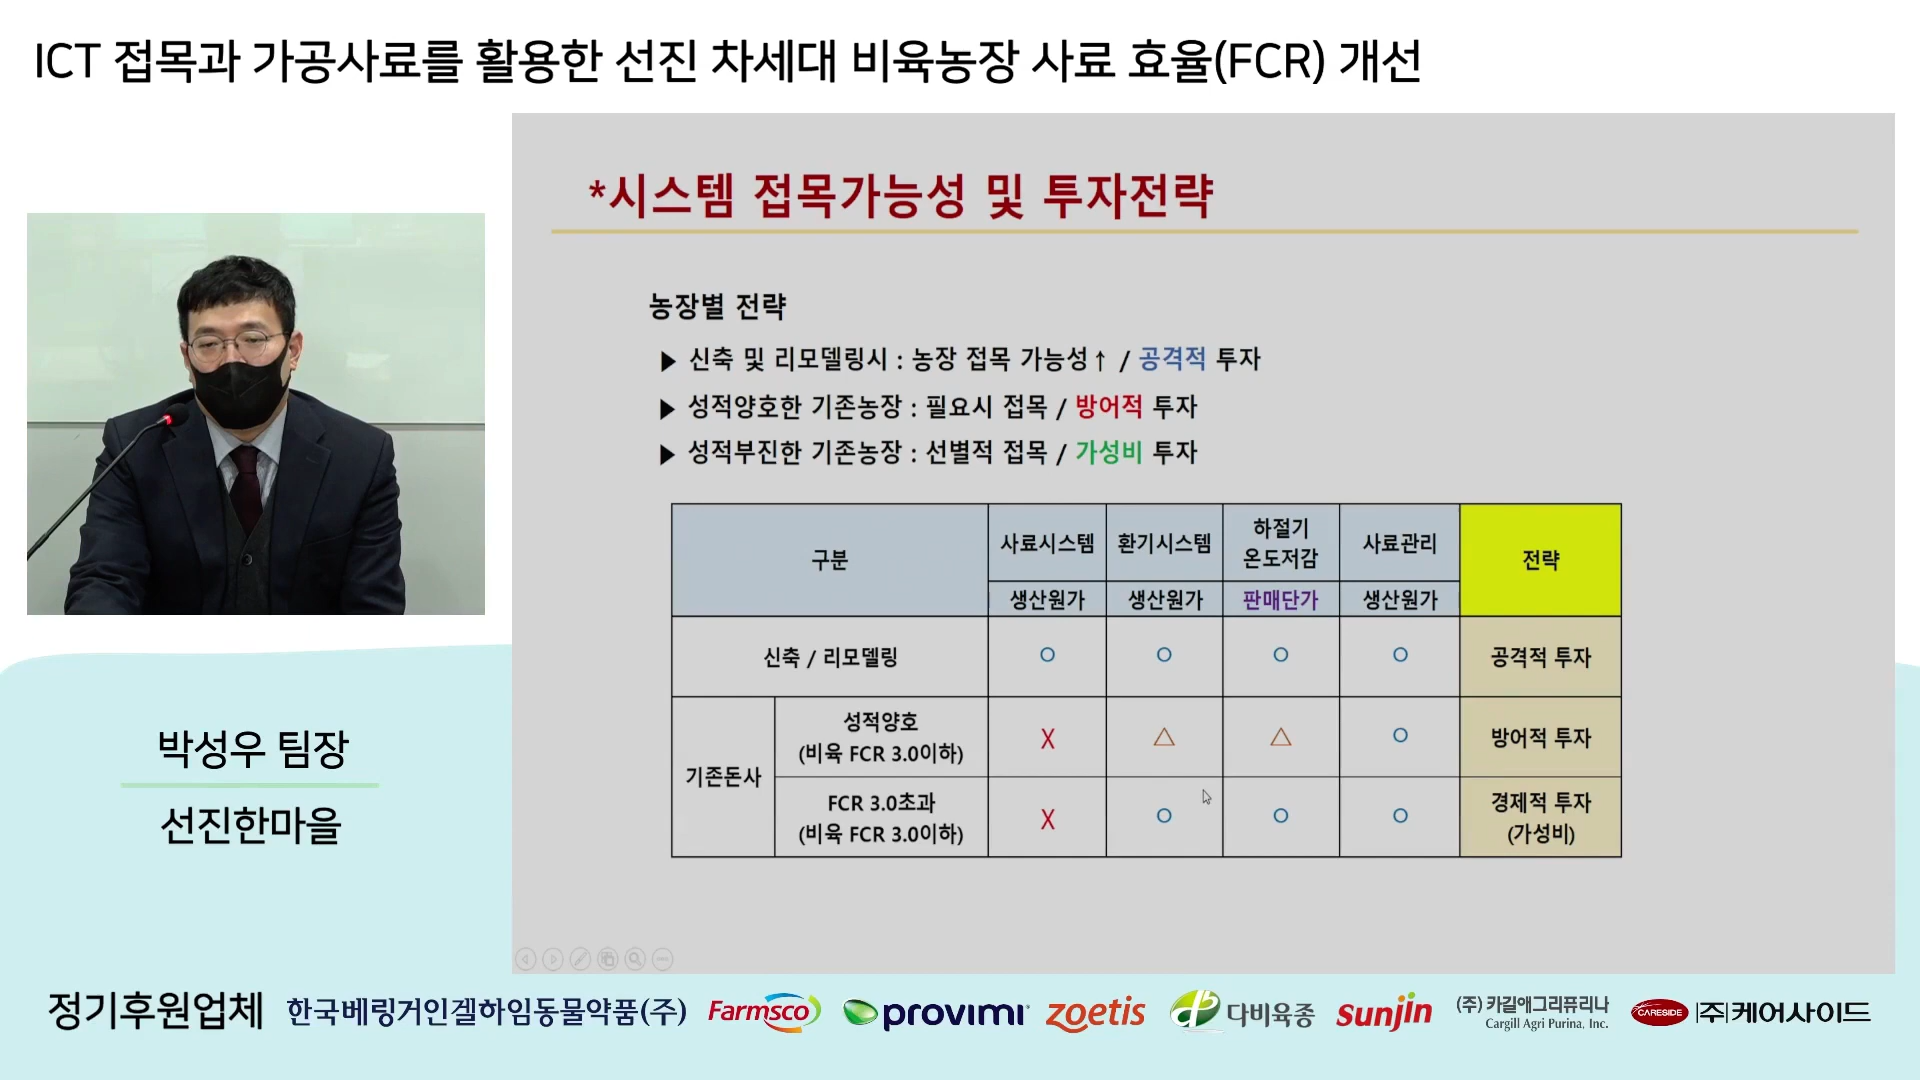 ICT 접목과 가공사료를 활용한 선진 차세대 비육농장 사료 효율(FCR) 개선
*시스템 접목가능성 및 투자전략
농장별 전략
▶ 신축 및 리모델링시 : 농장 접목 가능성↑ / 공격적 투자
▶ 성적양호한 기존농장 : 필요시 접목 / 방어적 투자
▶ 성적부진한 기존농장 : 선별적 접목 / 가성비 투자
구분 사료시스템 환기시스템 하절기 온도저감 사료관리 전략
생산원가 생산원가 판매단가 생산원가
신축 / 리모델링 ○ ○ ○ ○ 공격적 투자
기존돈사
성적양호 (비육 FCR 3.0이하) X △ △ ○ 방어적 투자
FCR 3.0초과 (비육 FCR 3.0이하) X ○ ○ ○ 경제적 투자 (가성비)
박성우 팀장
선진한마을
정기후원업체 한국베링거인겔하임동물약품(주) Farmsco provimi zoetis 다비육종 sunjin (주) 카길애그리퓨리나 Cargill Agri Purina, Inc. CARESIDE (주)케어사이드